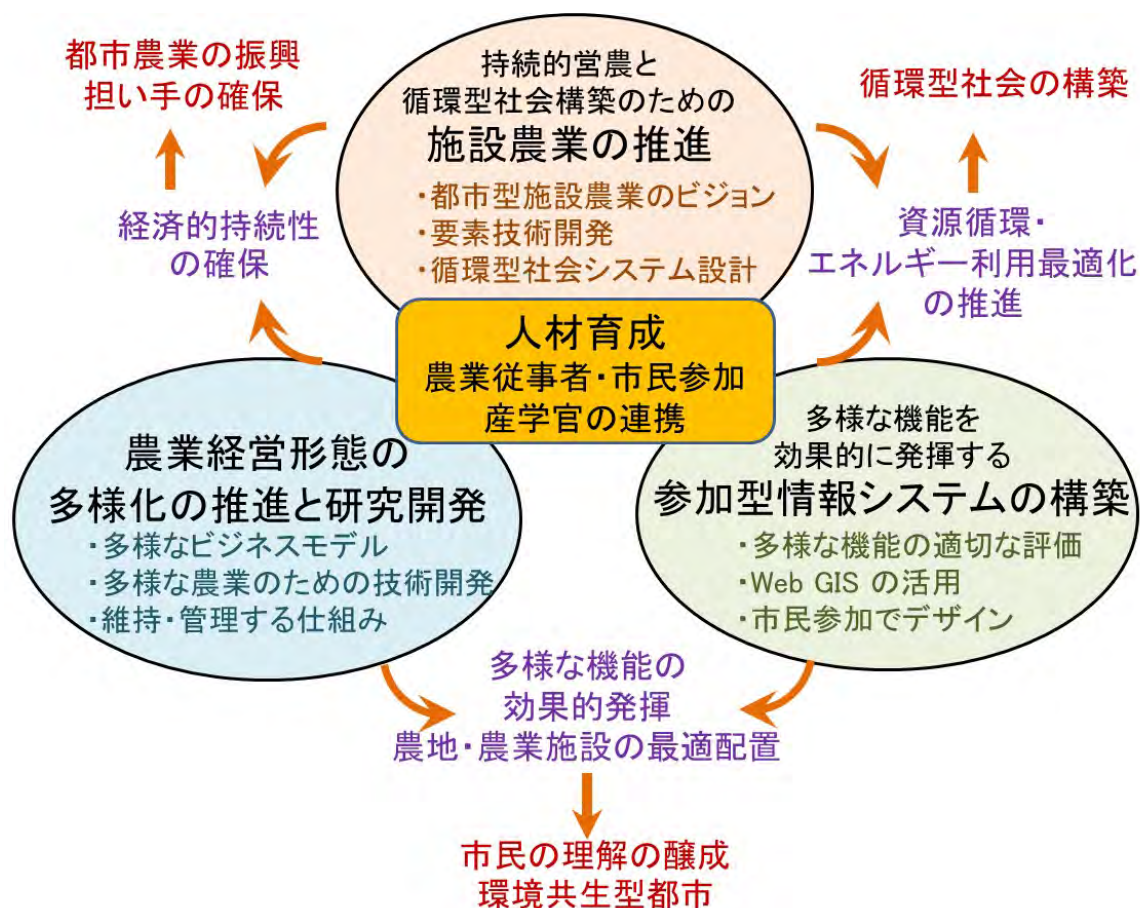 都市農業の振興
担い手の確保
持続的営農と
循環型社会構築のための
施設農業の推進
・都市型施設農業のビジョン
・要素技術開発
・循環型社会システム設計
循環型社会の構築
経済的持続性
の確保
資源循環・
エネルギー利用最適化
の推進
人材育成
農業従事者・市民参加
産学官の連携
農業経営形態の
多様化の推進と研究開発
・多様なビジネスモデル
・多様な農業のための技術開発
・維持・管理する仕組み
多様な機能を
効果的に発揮する
参加型情報システムの構築
・多様な機能の適切な評価
・Web GIS の活用
・市民参加でデザイン
多様な機能の
効果的発揮
農地・農業施設の最適配置
市民の理解の醸成
環境共生型都市